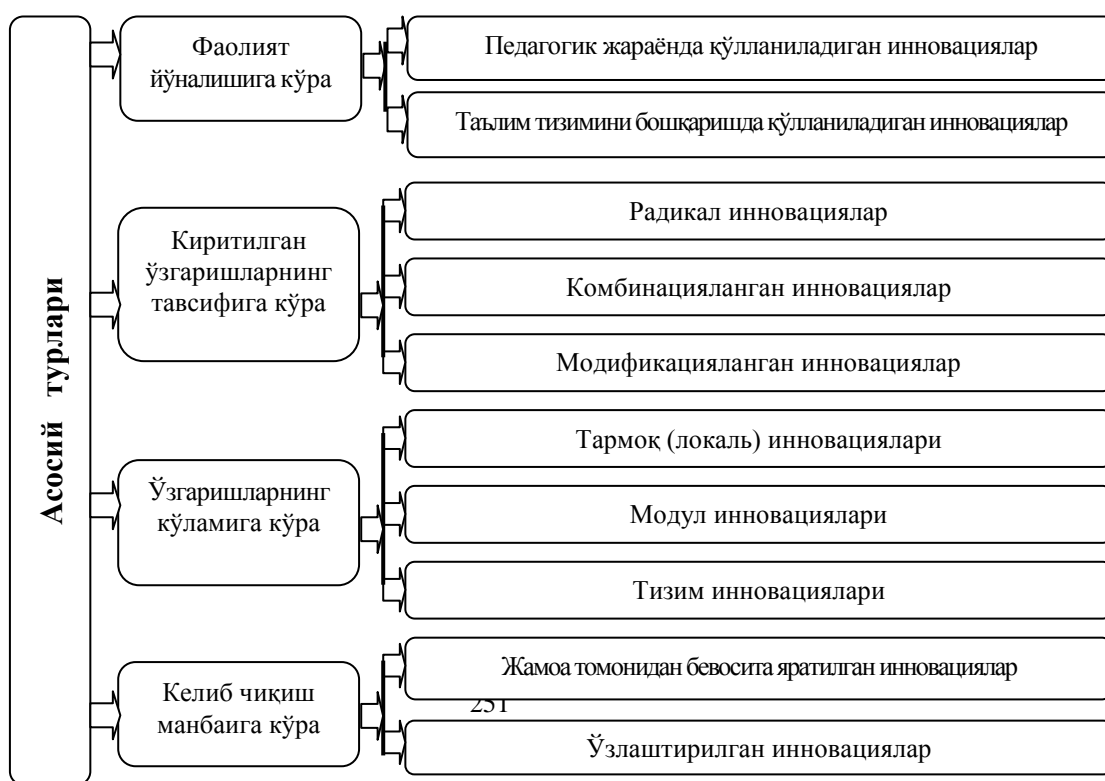 Асосий турлари
Фаолият
йўналишига кўра
Педагогик жараёнда қўлланиладиган инновациялар
Таълим тизимини бошқаришда қўлланиладиган инновациялар
Киритилган
ўзгаришларнинг
тавсифига кўра
Радикал инновациялар
Комбинацияланган инновациялар
Модификацияланган инновациялар
Ўзгаришларнинг
кўламига кўра
Тармоқ (локаль) инновациялари
Модул инновациялари
Тизим инновациялари
Келиб чиқиш
манбаига кўра
Жамоа томонидан бевосита яратилган инновациялар
251
Ўзлаштирилган инновациялар